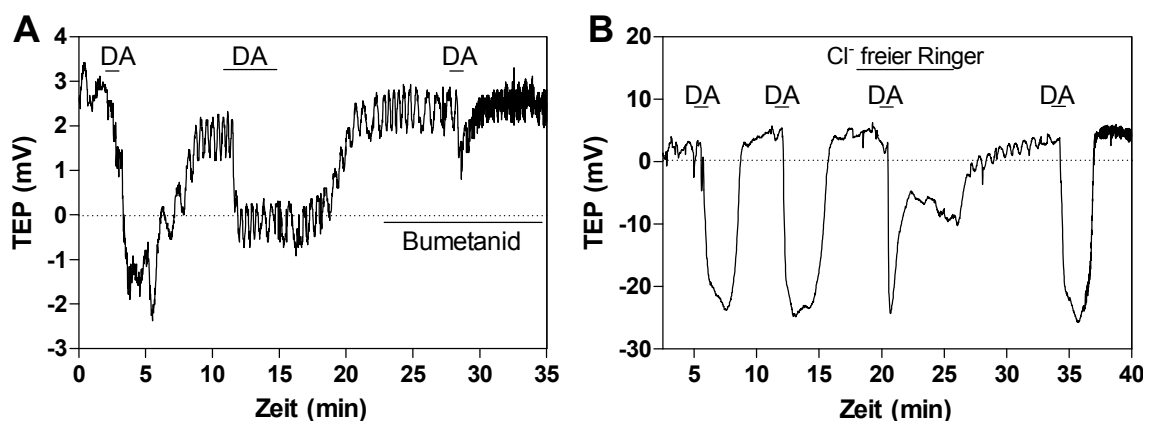 A
DA
DA
DA
TEP (mV)
4
3
2
1
0
-1
-2
-3
Bumetanid
0
5
10
15
20
25
30
35
Zeit (min)
B
Cl⁻ freier Ringer
DA
DA
DA
DA
TEP (mV)
20
10
0
-10
-20
-30
5
10
15
20
25
30
35
40
Zeit (min)